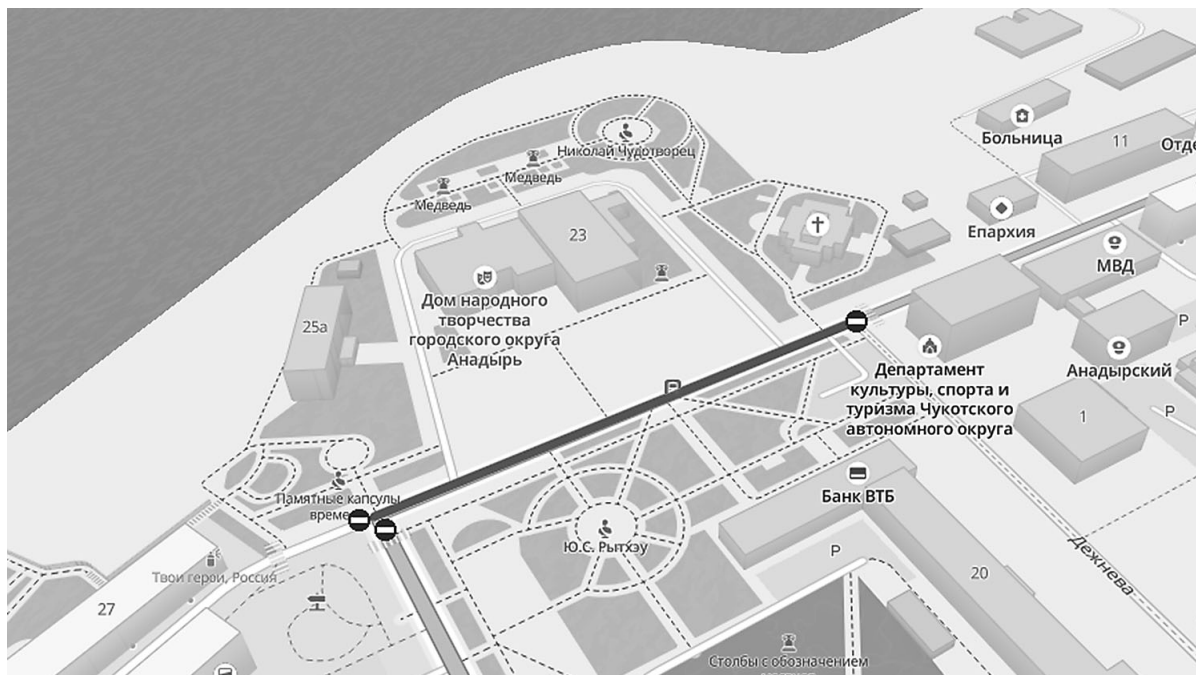 Больница
11
Николай Чудотворец
Медведь
Медведь
23
Епархия
МВД
Дом народного
творчества
городского округа
Анадырь
25а
P
Анадырский
Департамент
культуры, спорта и
туризма Чукотского
автономного округа
1
P
Банк ВТБ
Памятные капсулы
Ю.С. Рытхэу
P
Твои герои, Россия
27
20
Дежнева
Столбы с обозначением